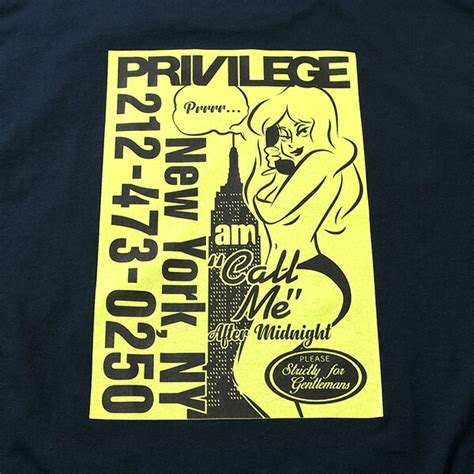 PRIVILEGE
Prrrr...
212-473-0250
New York, NY
am
"Call
Me"
After Midnight
PLEASE
Strictly for
Gentlemans